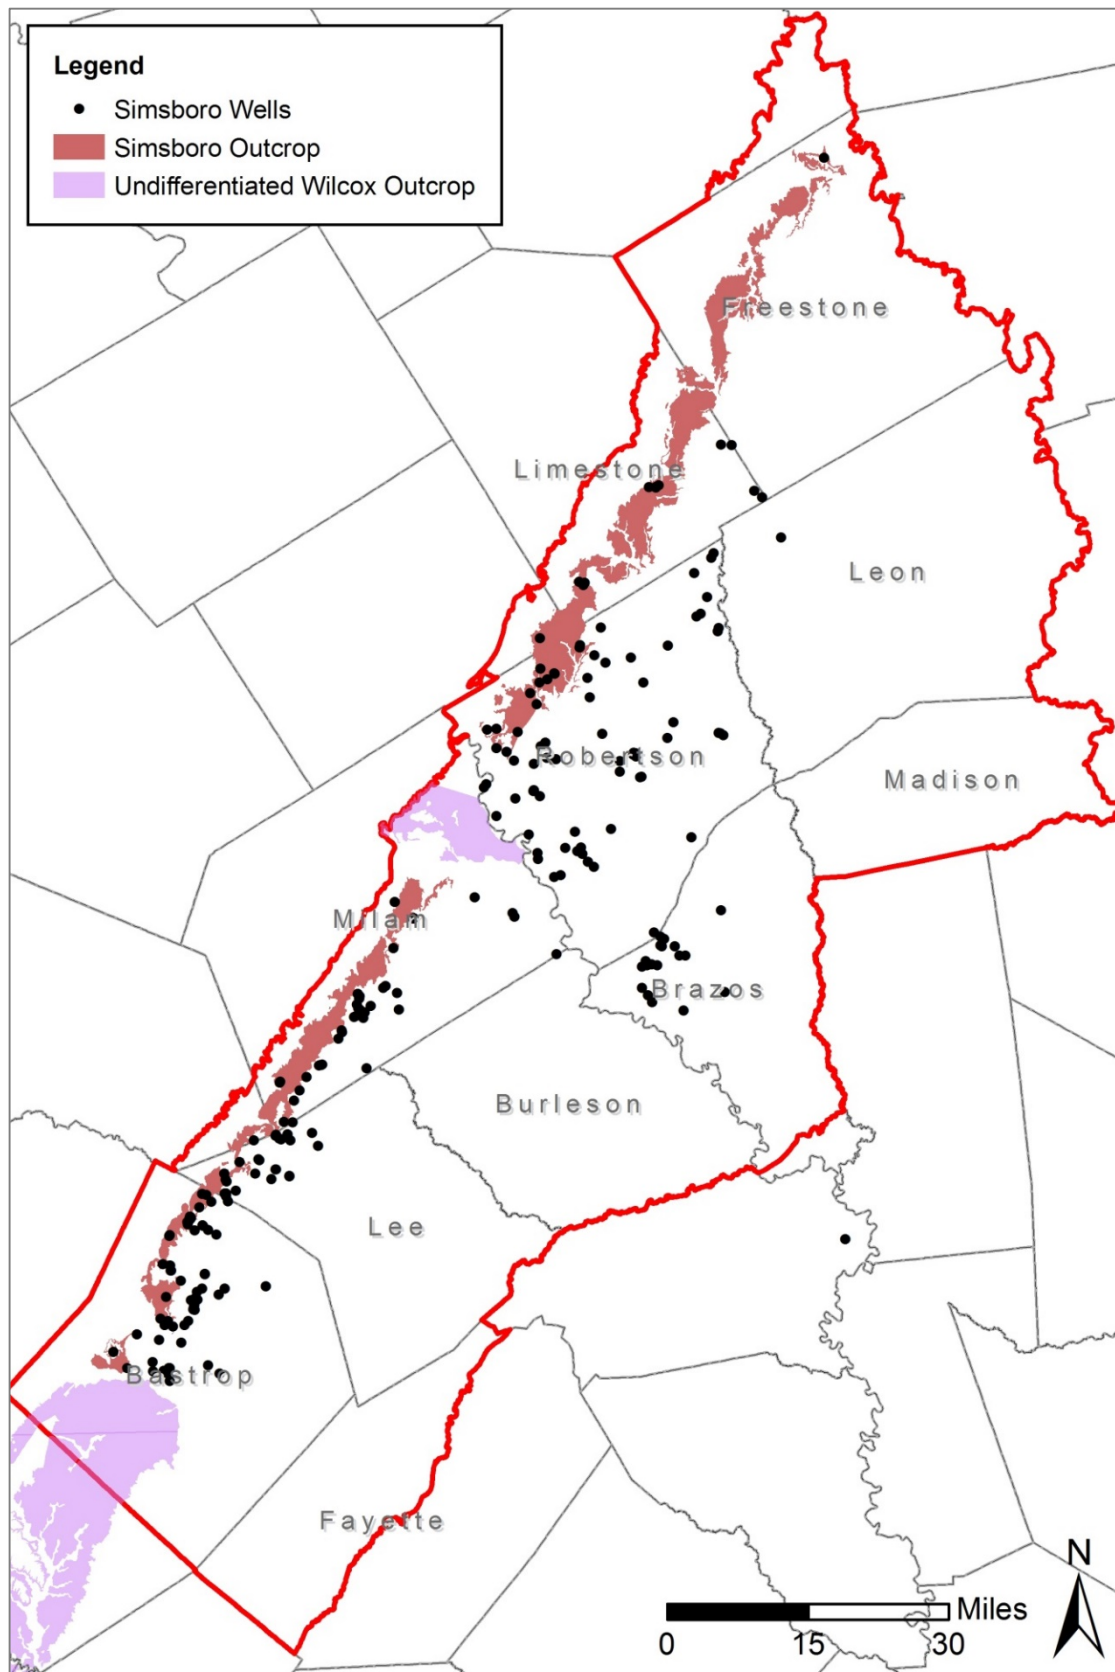 Legend
Simsboro Wells
Simsboro Outcrop
Undifferentiated Wilcox Outcrop
Freestone
Limestone
Leon
Robertson
Madison
Milam
Brazos
Burleson
Lee
Bastrop
Fayette
N
Miles
0 15 30